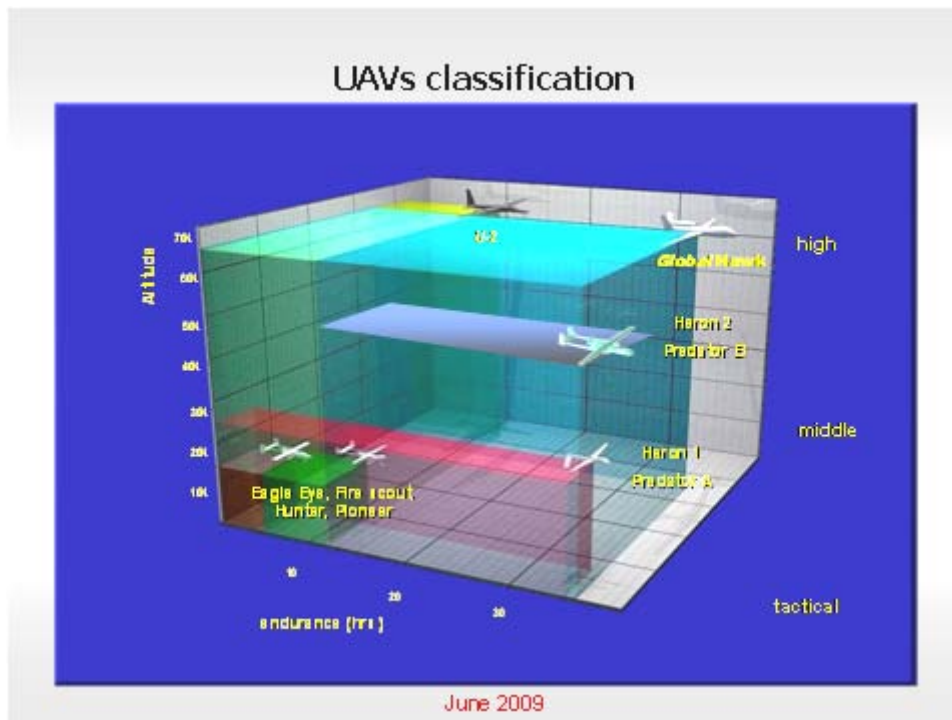 UAVs classification
70k
60k
50k
40k
30k
20k
10k
Altitude
U-2
Global Hawk
high
Heron 2
Predator B
middle
Heron 1
Predator A
Eagle Eye, Fire scout
Hunter, Pioneer
10
20
30
endurance (hrs)
tactical
June 2009